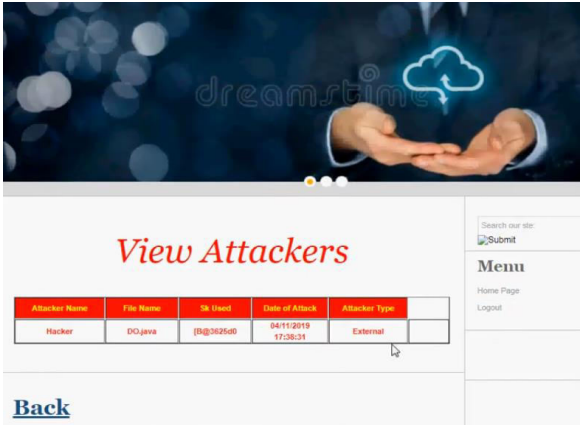 dreamstime
Search our site:
Submit
View Attackers
Menu
Home Page
Logout
Attacker Name File Name Sk Used Date of Attack Attacker Type
Hacker DO.java [B@3625d0 04/11/2019 External
17:38:31
Back